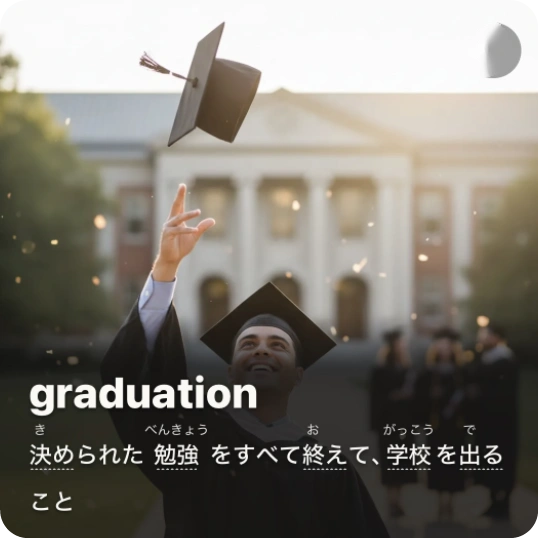 graduation
き べんきょう お がっこう で
決められた 勉強 をすべて終えて、学校を出る
こと